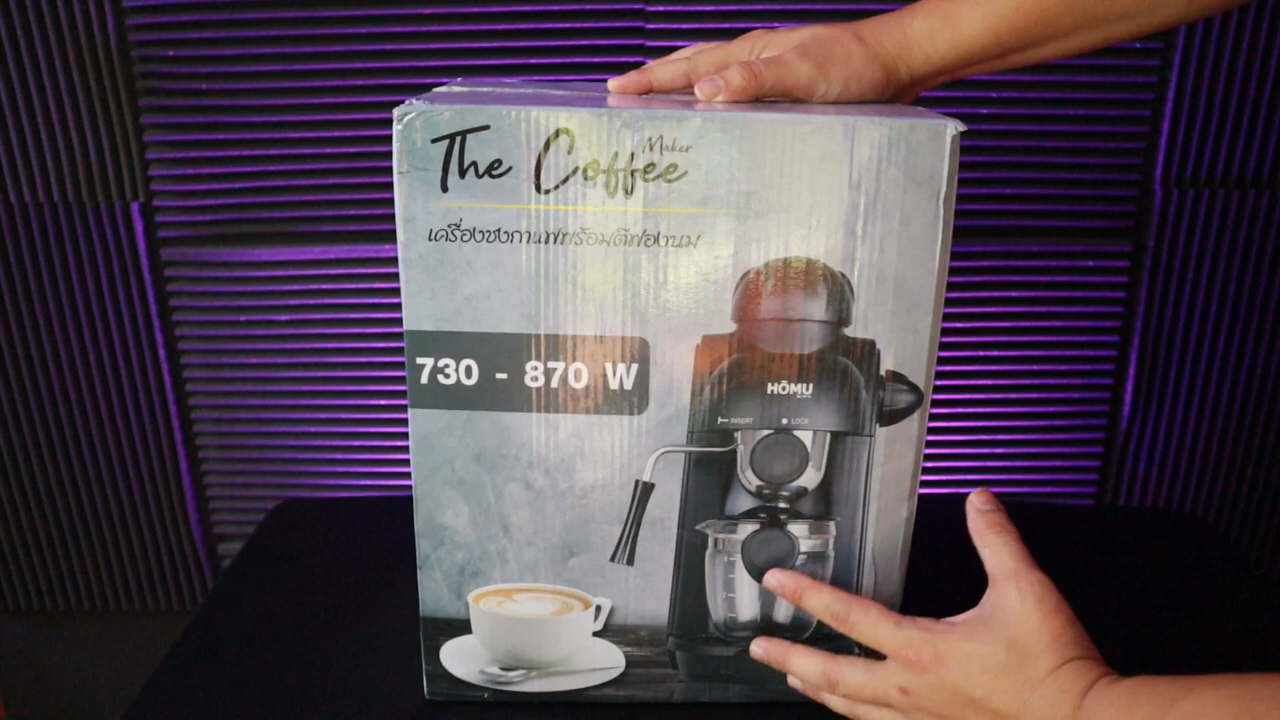 The Coffee
Maker
เครื่องชงกาแฟพร้อมตีฟองนม
730 - 870 W
HŌMU
INSERT
LOCK